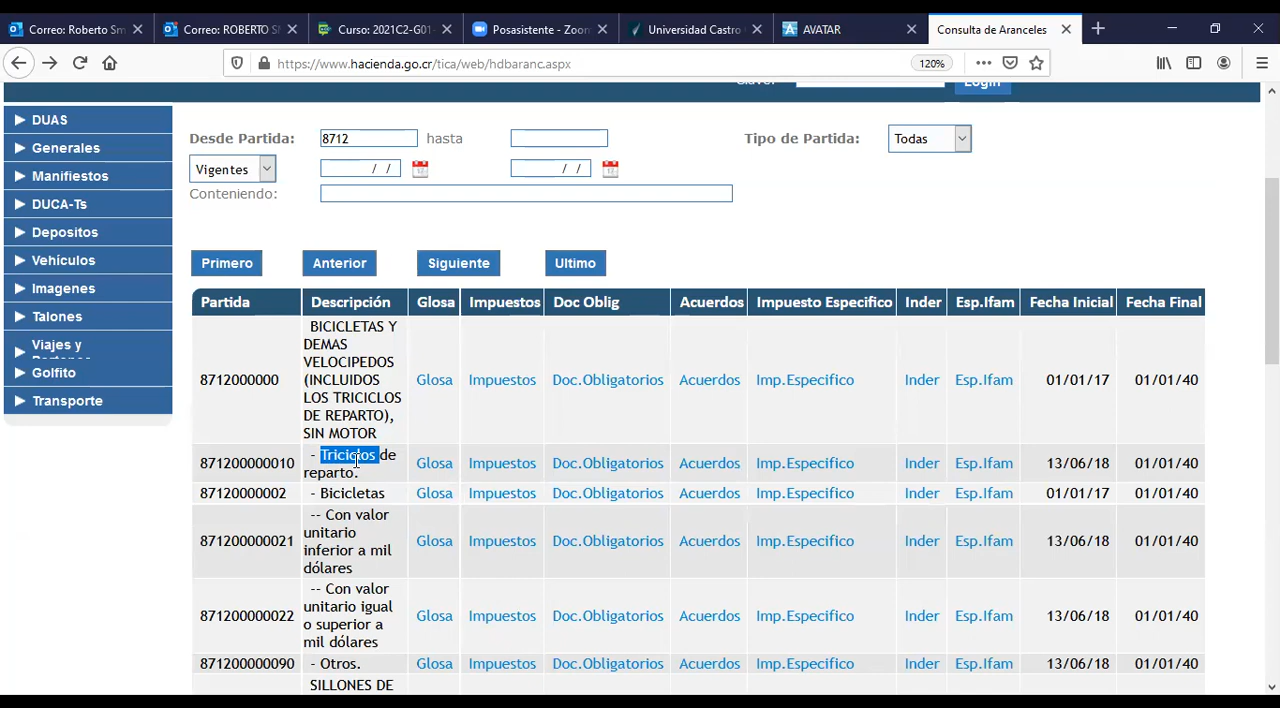 Correo: Roberto Sm
Correo: ROBERTO S
Curso: 2021C2-G01
Posasistente - Zoom
Universidad Castro
AVATAR
Consulta de Aranceles
https://www.hacienda.go.cr/tica/web/hdbaranc.aspx
120%
Login
DUAS
Generales
Manifiestos
DUCA-Ts
Depositos
Vehículos
Imagenes
Talones
Viajes y
Golfito
Transporte
Desde Partida: 8712 hasta Tipo de Partida: Todas
Vigentes / / / /
Conteniendo:
Primero Anterior Siguiente Ultimo
Partida Descripción Glosa Impuestos Doc Oblig Acuerdos Impuesto Especifico Inder Esp.Ifam Fecha Inicial Fecha Final
BICICLETAS Y
DEMAS
VELOCIPEDOS
(INCLUIDOS
LOS TRICICLOS
DE REPARTO),
SIN MOTOR
8712000000 Glosa Impuestos Doc.Obligatorios Acuerdos Imp.Especifico Inder Esp.Ifam 01/01/17 01/01/40
- Triciclos de
reparto.
871200000010 Glosa Impuestos Doc.Obligatorios Acuerdos Imp.Especifico Inder Esp.Ifam 13/06/18 01/01/40
87120000002 - Bicicletas Glosa Impuestos Doc.Obligatorios Acuerdos Imp.Especifico Inder Esp.Ifam 01/01/17 01/01/40
-- Con valor
unitario
inferior a mil
dólares
871200000021 Glosa Impuestos Doc.Obligatorios Acuerdos Imp.Especifico Inder Esp.Ifam 13/06/18 01/01/40
-- Con valor
unitario igual
o superior a
mil dólares
871200000022 Glosa Impuestos Doc.Obligatorios Acuerdos Imp.Especifico Inder Esp.Ifam 13/06/18 01/01/40
871200000090 - Otros. Glosa Impuestos Doc.Obligatorios Acuerdos Imp.Especifico Inder Esp.Ifam 13/06/18 01/01/40
SILLONES DE